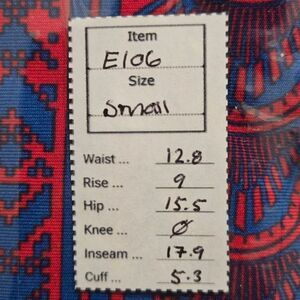 Item
E106
Size
Small
Waist ... 12.8
Rise ... 9
Hip ... 15.5
Knee ... Ø
Inseam ... 17.9
Cuff ... 5.3